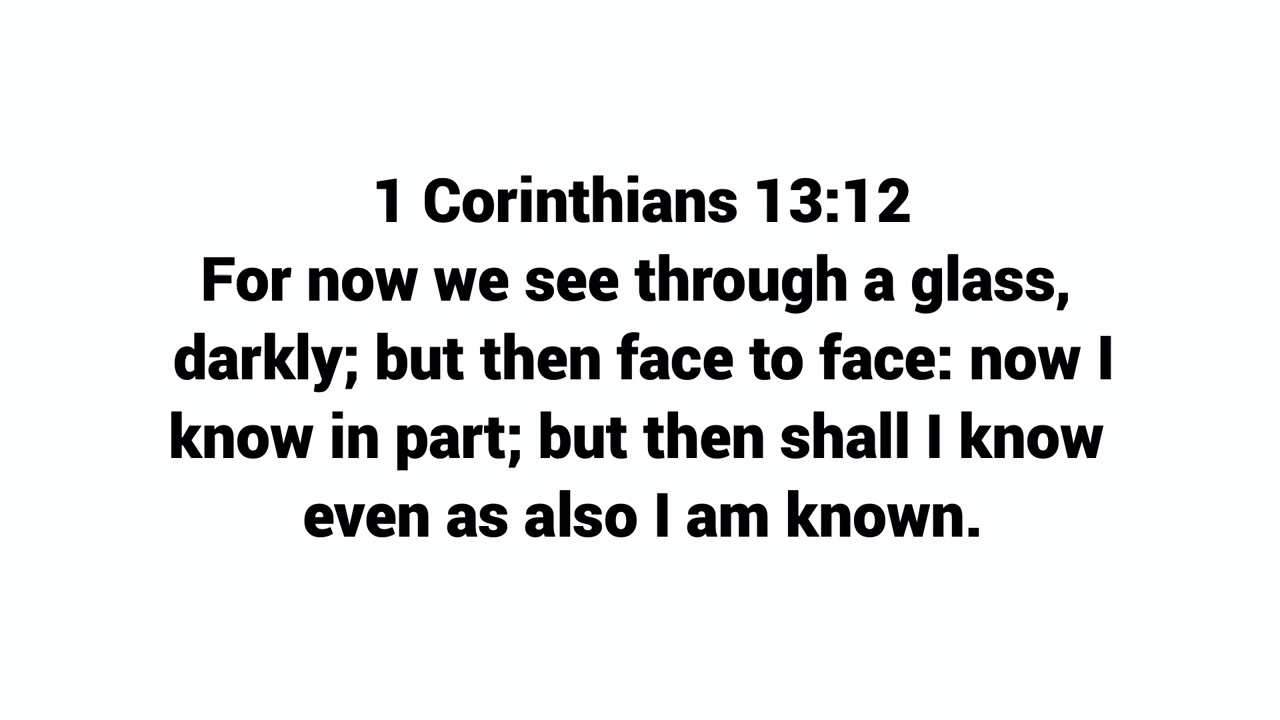 1 Corinthians 13:12
For now we see through a glass,
darkly; but then face to face: now I
know in part; but then shall I know
even as also I am known.